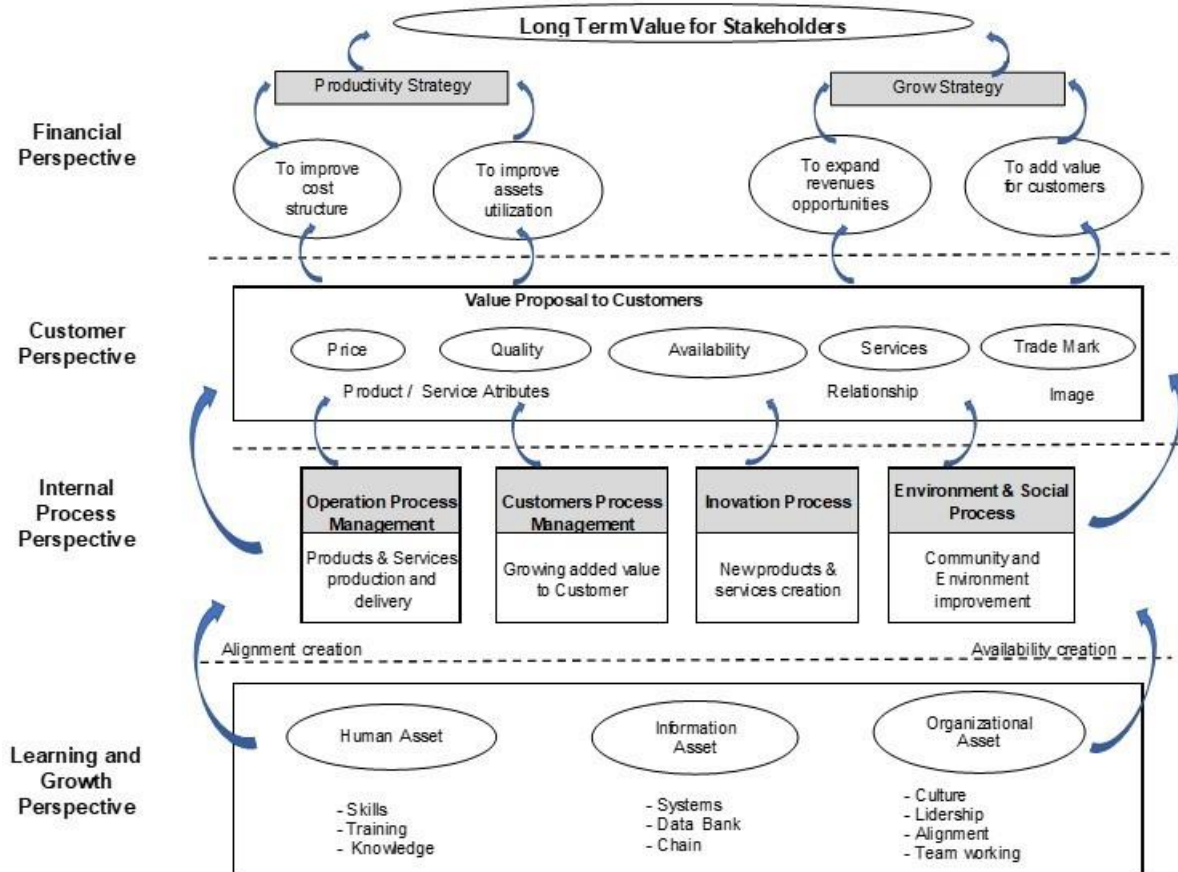 Long Term Value for Stakeholders
Productivity Strategy
Grow Strategy
Financial
Perspective
To improve
cost
structure
To improve
assets
utilization
To expand
revenues
opportunities
To add value
for customers
Value Proposal to Customers
Customer
Perspective
Price
Quality
Availability
Services
Trade Mark
Product / Service Atributes
Relationship
Image
Internal
Process
Perspective
Operation Process
Management
Products & Services
production and
delivery
Customers Process
Management
Growing added value
to Customer
Inovation Process
New products &
services creation
Environment & Social
Process
Community and
Environment
improvement
Alignment creation
Availability creation
Learning and
Growth
Perspective
Human Asset
- Skills
- Training
- Knowledge
Information
Asset
- Systems
- Data Bank
- Chain
Organizational
Asset
- Culture
- Lidership
- Alignment
- Team working